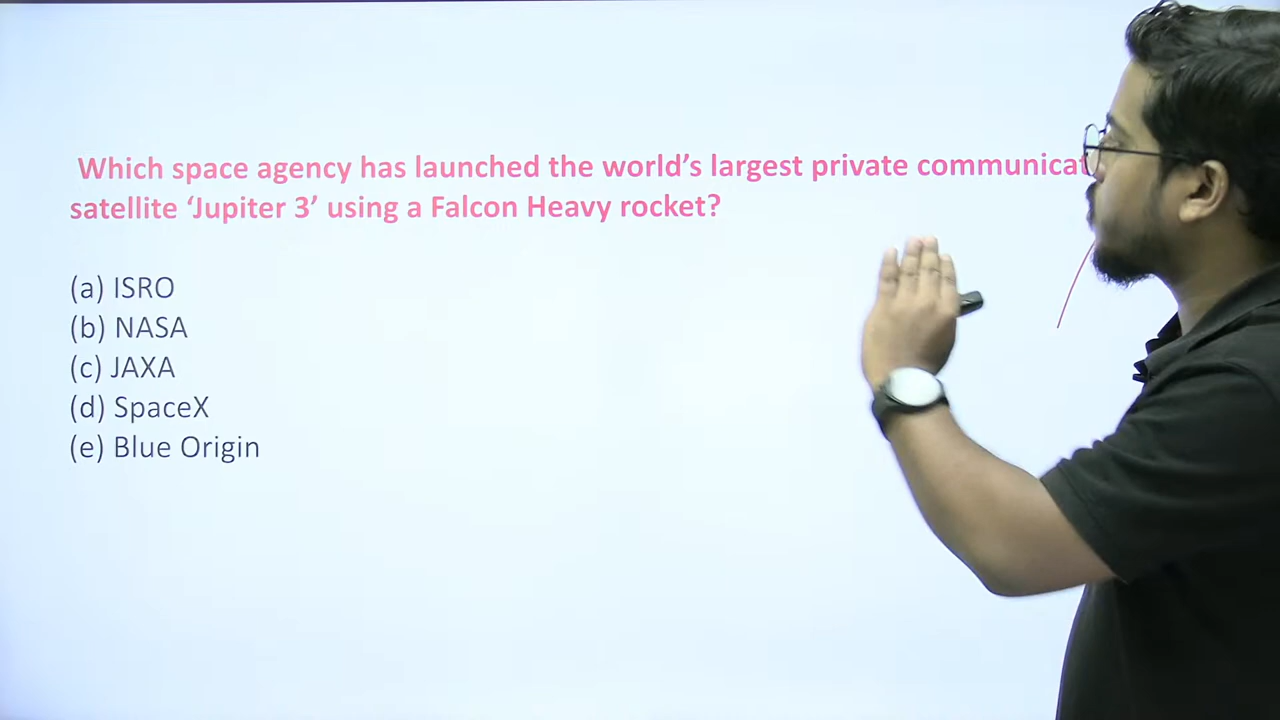 Which space agency has launched the world’s largest private
satellite ‘Jupiter 3’ using a Falcon Heavy rocket?
(a) ISRO
(b) NASA
(c) JAXA
(d) SpaceX
(e) Blue Origin